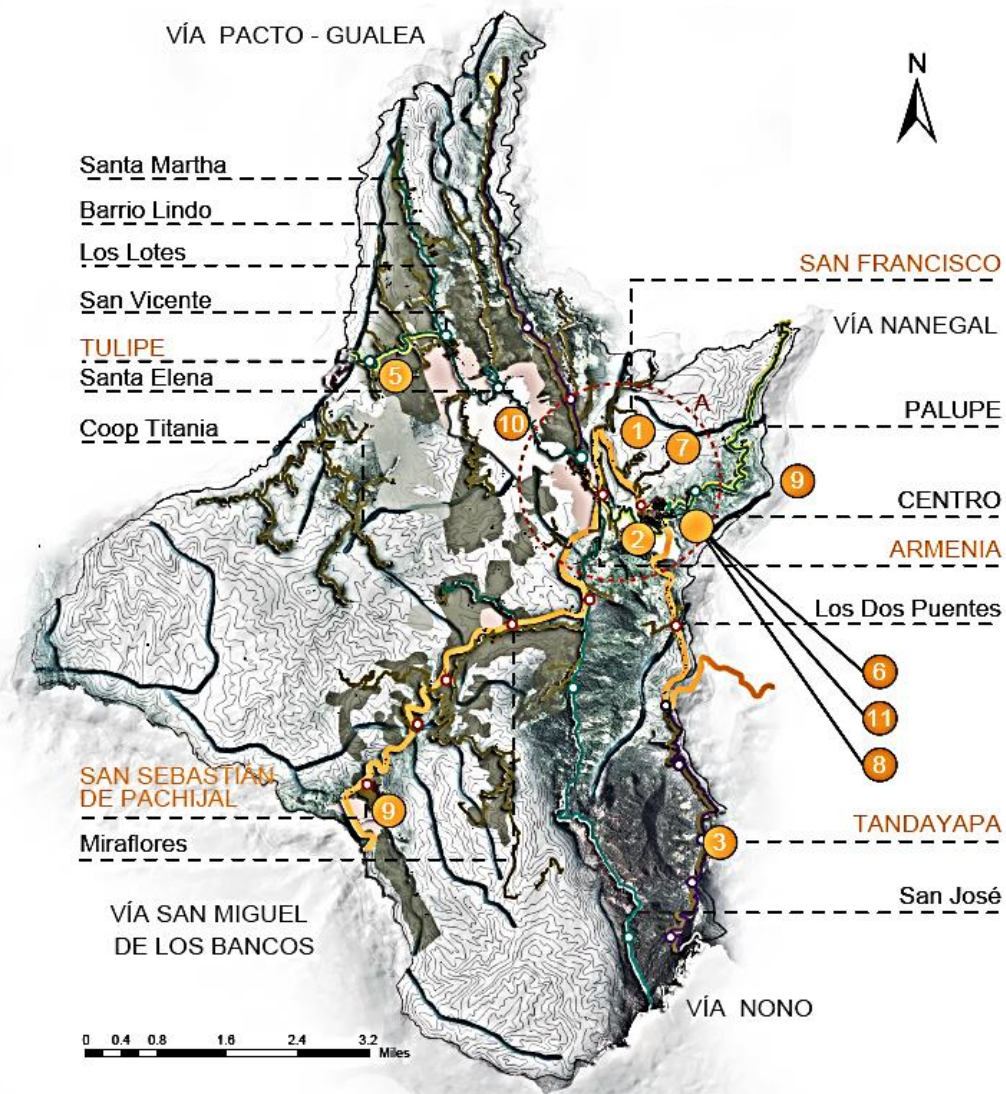 VÍA PACTO - GUALEA
N
Santa Martha
Barrio Lindo
Los Lotes
San Vicente
TULIPE
Santa Elena
Coop Titania
SAN FRANCISCO
VÍA NANEGAL
PALUPE
CENTRO
ARMENIA
Los Dos Puentes
A
5
10
1
7
9
2
6
11
8
SAN SEBASTIÁN
DE PACHIJAL
Miraflores
9
3
TANDAYAPA
San José
VÍA SAN MIGUEL
DE LOS BANCOS
VÍA NONO
0 0.4 0.8 1.6 2.4 3.2
Miles